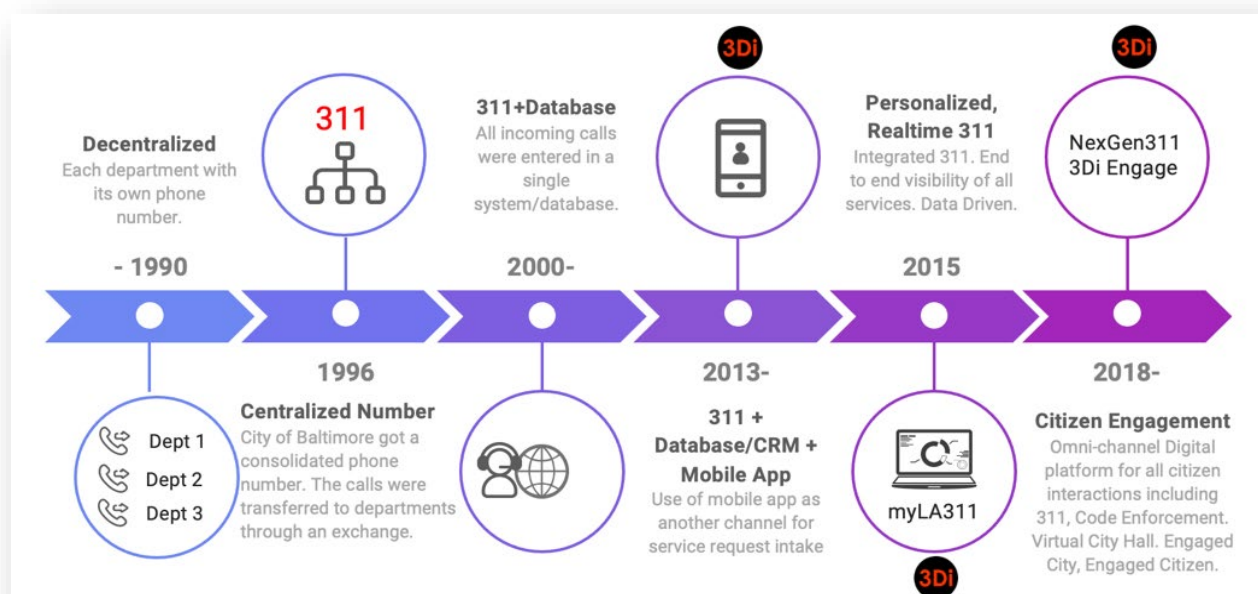 Decentralized
Each department with
its own phone
number.
- 1990
Dept 1
Dept 2
Dept 3
311
1996
Centralized Number
City of Baltimore got a
consolidated phone
number. The calls were
transferred to departments
through an exchange.
311+Database
All incoming calls
were entered in a
single
system/database.
2000-
3Di
2013-
311 +
Database/CRM +
Mobile App
Use of mobile app as
another channel for
service request intake
Personalized,
Realtime 311
Integrated 311. End
to end visibility of all
services. Data Driven.
2015
myLA311
3Di
3Di
NexGen311
3Di Engage
2018-
Citizen Engagement
Omni-channel Digital
platform for all citizen
interactions including
311, Code Enforcement.
Virtual City Hall. Engaged
City, Engaged Citizen.